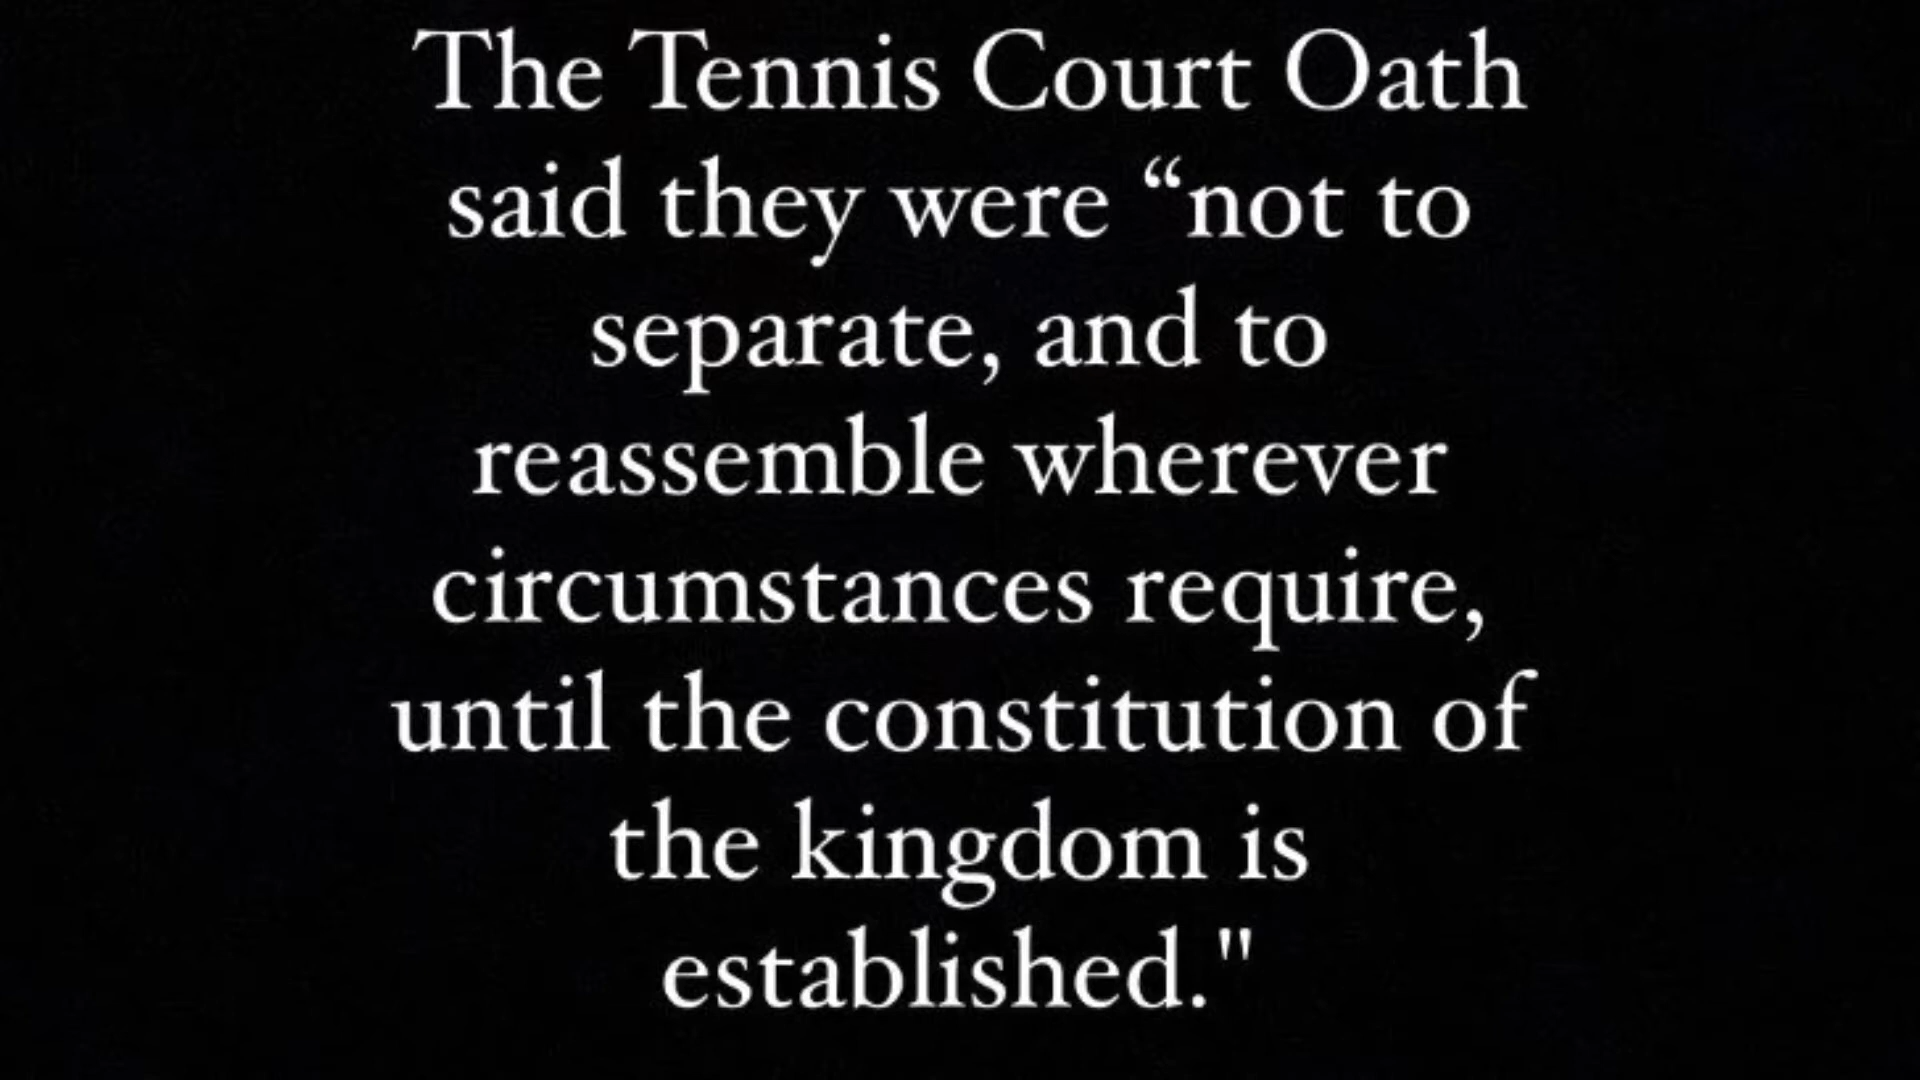 The Tennis Court Oath
said they were “not to
separate, and to
reassemble wherever
circumstances require,
until the constitution of
the kingdom is
established."